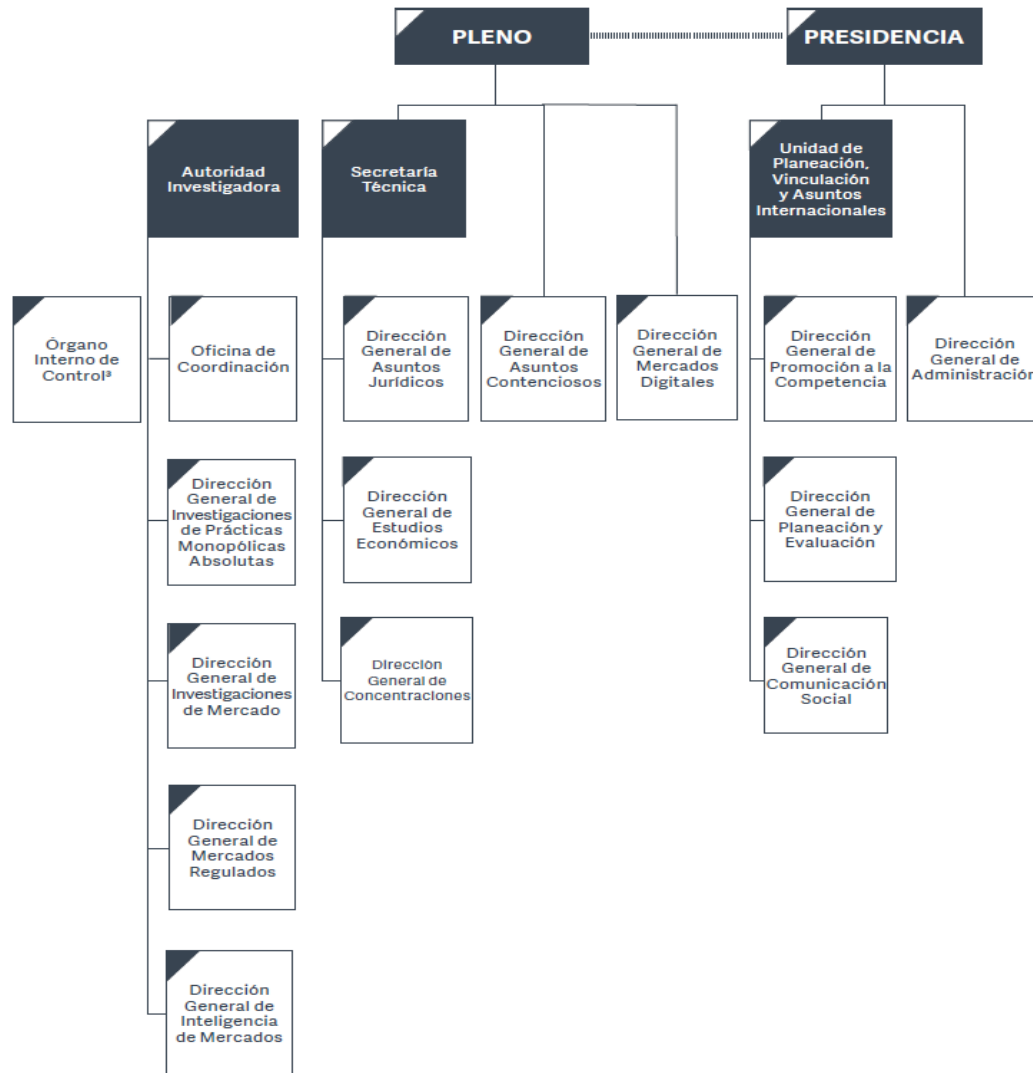 PLENO
PRESIDENCIA
Autoridad
Investigadora
Secretaría
Técnica
Unidad de
Planeación,
Vinculación
y Asuntos
Internacionales
Órgano
Interno de
Control³
Oficina de
Coordinación
Dirección
General de
Asuntos
Jurídicos
Dirección
General de
Asuntos
Contenciosos
Dirección
General de
Mercados
Digitales
Dirección
General de
Promoción a la
Competencia
Dirección
General de
Administración
Dirección
General de
Investigaciones
de Prácticas
Monopólicas
Absolutas
Dirección
General de
Estudios
Económicos
Dirección
General de
Planeación y
Evaluación
Dirección
General de
Investigaciones
de Mercado
Dirección
General de
Concentraciones
Dirección
General de
Comunicación
Social
Dirección
General de
Mercados
Regulados
Dirección
General de
Inteligencia
de Mercados